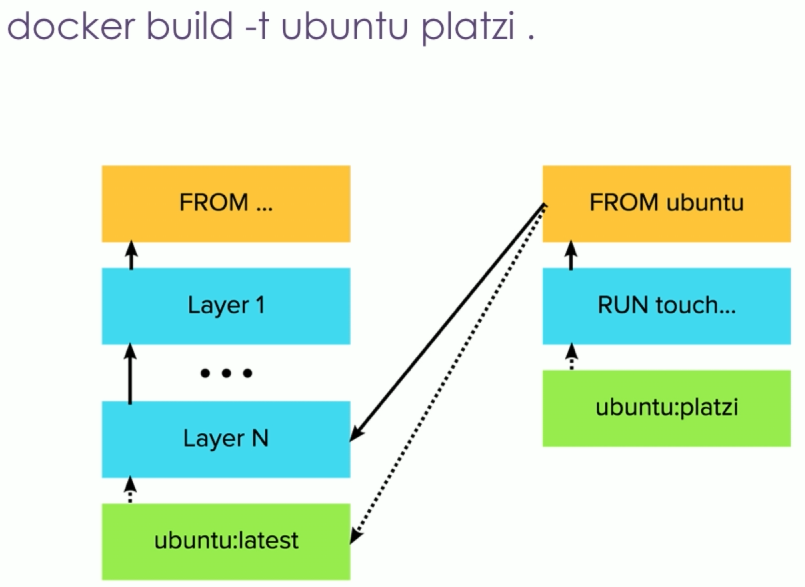 docker build -t ubuntu platzi .
FROM ...
Layer 1
...
Layer N
ubuntu:latest
FROM ubuntu
RUN touch...
ubuntu:platzi